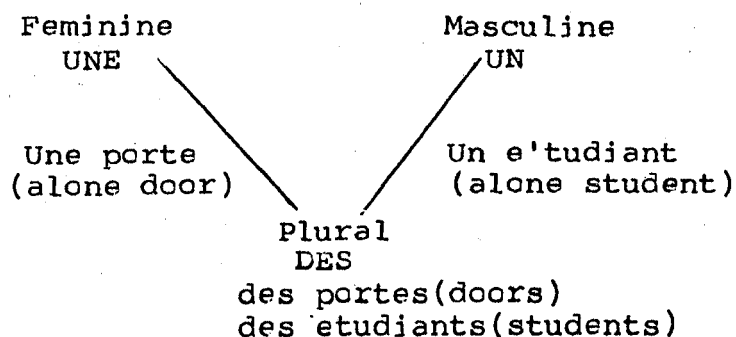 Feminine Masculine
UNE UN
Une porte Un e'tudiant
(alone door) (alone student)
Plural
DES
des portes(doors)
des etudiants(students)